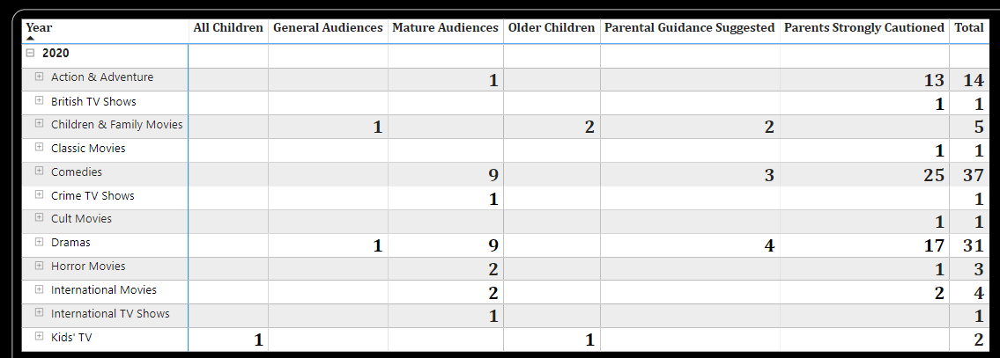 Year All Children General Audiences Mature Audiences Older Children Parental Guidance Suggested Parents Strongly Cautioned Total
2020
Action & Adventure 1 13 14
British TV Shows 1 1
Children & Family Movies 1 2 2 5
Classic Movies 1 1
Comedies 9 3 25 37
Crime TV Shows 1 1
Cult Movies 1 1
Dramas 1 9 4 17 31
Horror Movies 2 1 3
International Movies 2 2 4
International TV Shows 1 1
Kids' TV 1 1 2